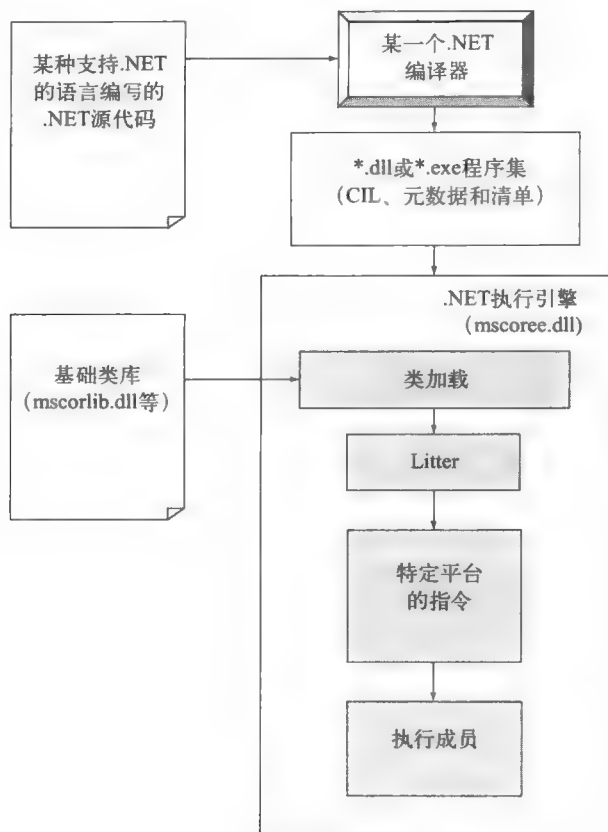 某种支持.NET
的语言编写的
.NET源代码
某一个.NET
编译器
*.dll或*.exe程序集
(CIL、元数据和清单)
.NET执行引擎
(mscoree.dll)
基础类库
(mscorlib.dll等)
类加载
Litter
特定平台
的指令
执行成员